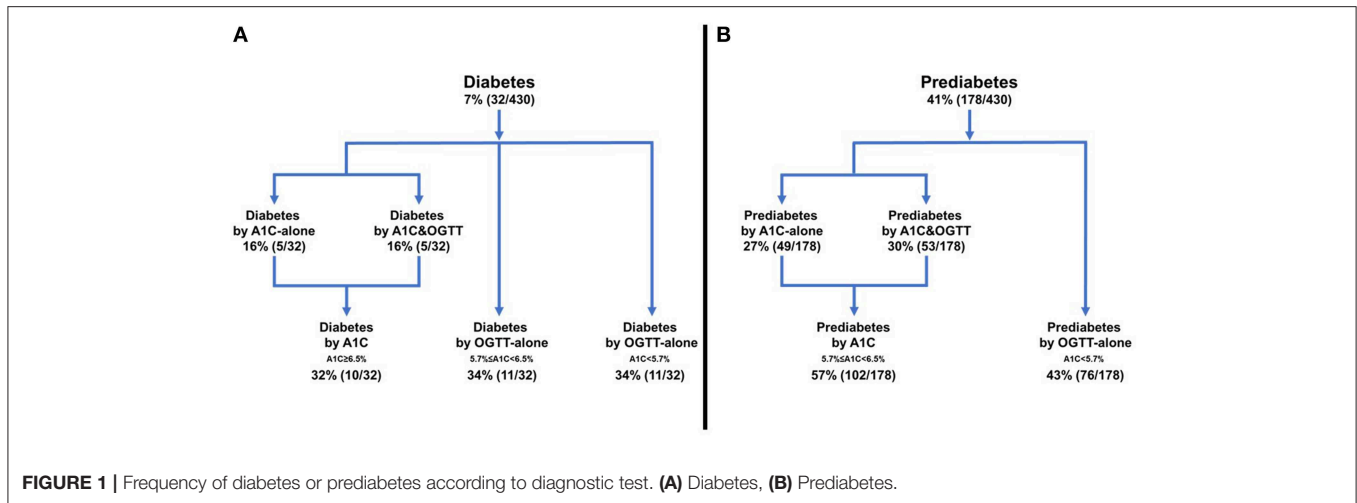 A
Diabetes
7% (32/430)
Diabetes
by A1C-alone
16% (5/32)
Diabetes
by A1C&OGTT
16% (5/32)
Diabetes
by A1C
A1C≥6.5%
32% (10/32)
Diabetes
by OGTT-alone
5.7%≤A1C<6.5%
34% (11/32)
Diabetes
by OGTT-alone
A1C<5.7%
34% (11/32)
B
Prediabetes
41% (178/430)
Prediabetes
by A1C-alone
27% (49/178)
Prediabetes
by A1C&OGTT
30% (53/178)
Prediabetes
by A1C
5.7%≤A1C<6.5%
57% (102/178)
Prediabetes
by OGTT-alone
A1C<5.7%
43% (76/178)
FIGURE 1 | Frequency of diabetes or prediabetes according to diagnostic test. (A) Diabetes, (B) Prediabetes.